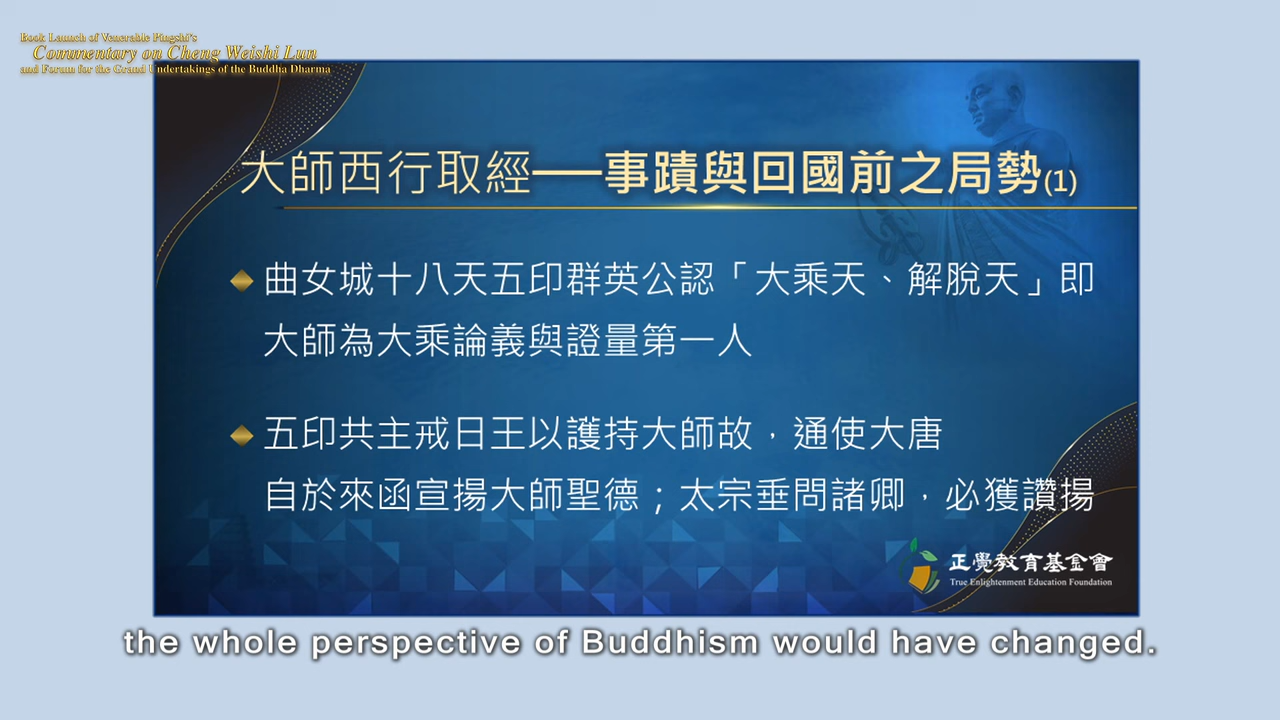 Book Launch of Venerable Pingshi's
Commentary on Cheng Weishi Lun
and Forum for the Grand Undertakings of the Buddha Dharma
大師西行取經──事蹟與回國前之局勢(1)
曲女城十八天五印群英公認「大乘天、解脫天」即
大師為大乘論義與證量第一人
五印共主戒日王以護持大師故，通使大唐
自於來函宣揚大師聖德；太宗垂問諸卿，必獲讚揚
正覺教育基金會
True Enlightenment Education Foundation
the whole perspective of Buddhism would have changed.